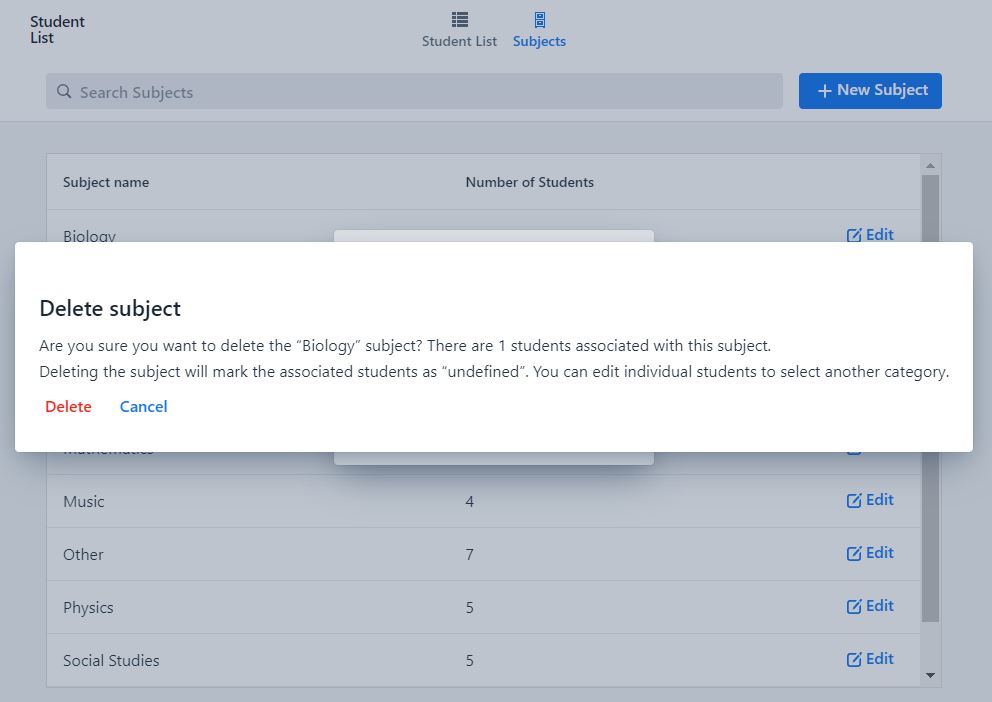 Student
List
Student List
Subjects
Search Subjects
New Subject
Subject name Number of Students
Biology Edit
Delete subject
Are you sure you want to delete the “Biology” subject? There are 1 students associated with this subject.
Deleting the subject will mark the associated students as “undefined”. You can edit individual students to select another category.
Delete Cancel
Mathematics
Music 4 Edit
Other 7 Edit
Physics 5 Edit
Social Studies 5 Edit